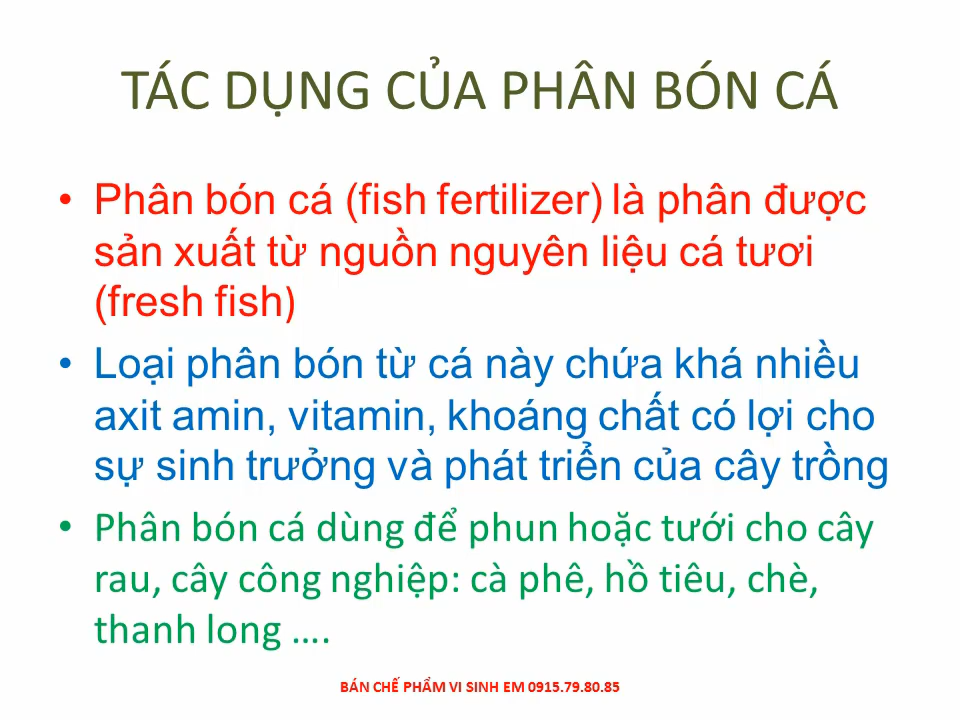 TÁC DỤNG CỦA PHÂN BÓN CÁ
• Phân bón cá (fish fertilizer) là phân được
sản xuất từ nguồn nguyên liệu cá tươi
(fresh fish)
• Loại phân bón từ cá này chứa khá nhiều
axit amin, vitamin, khoáng chất có lợi cho
sự sinh trưởng và phát triển của cây trồng
• Phân bón cá dùng để phun hoặc tưới cho cây
rau, cây công nghiệp: cà phê, hồ tiêu, chè,
thanh long ....
BÁN CHẾ PHẨM VI SINH EM 0915.79.80.85